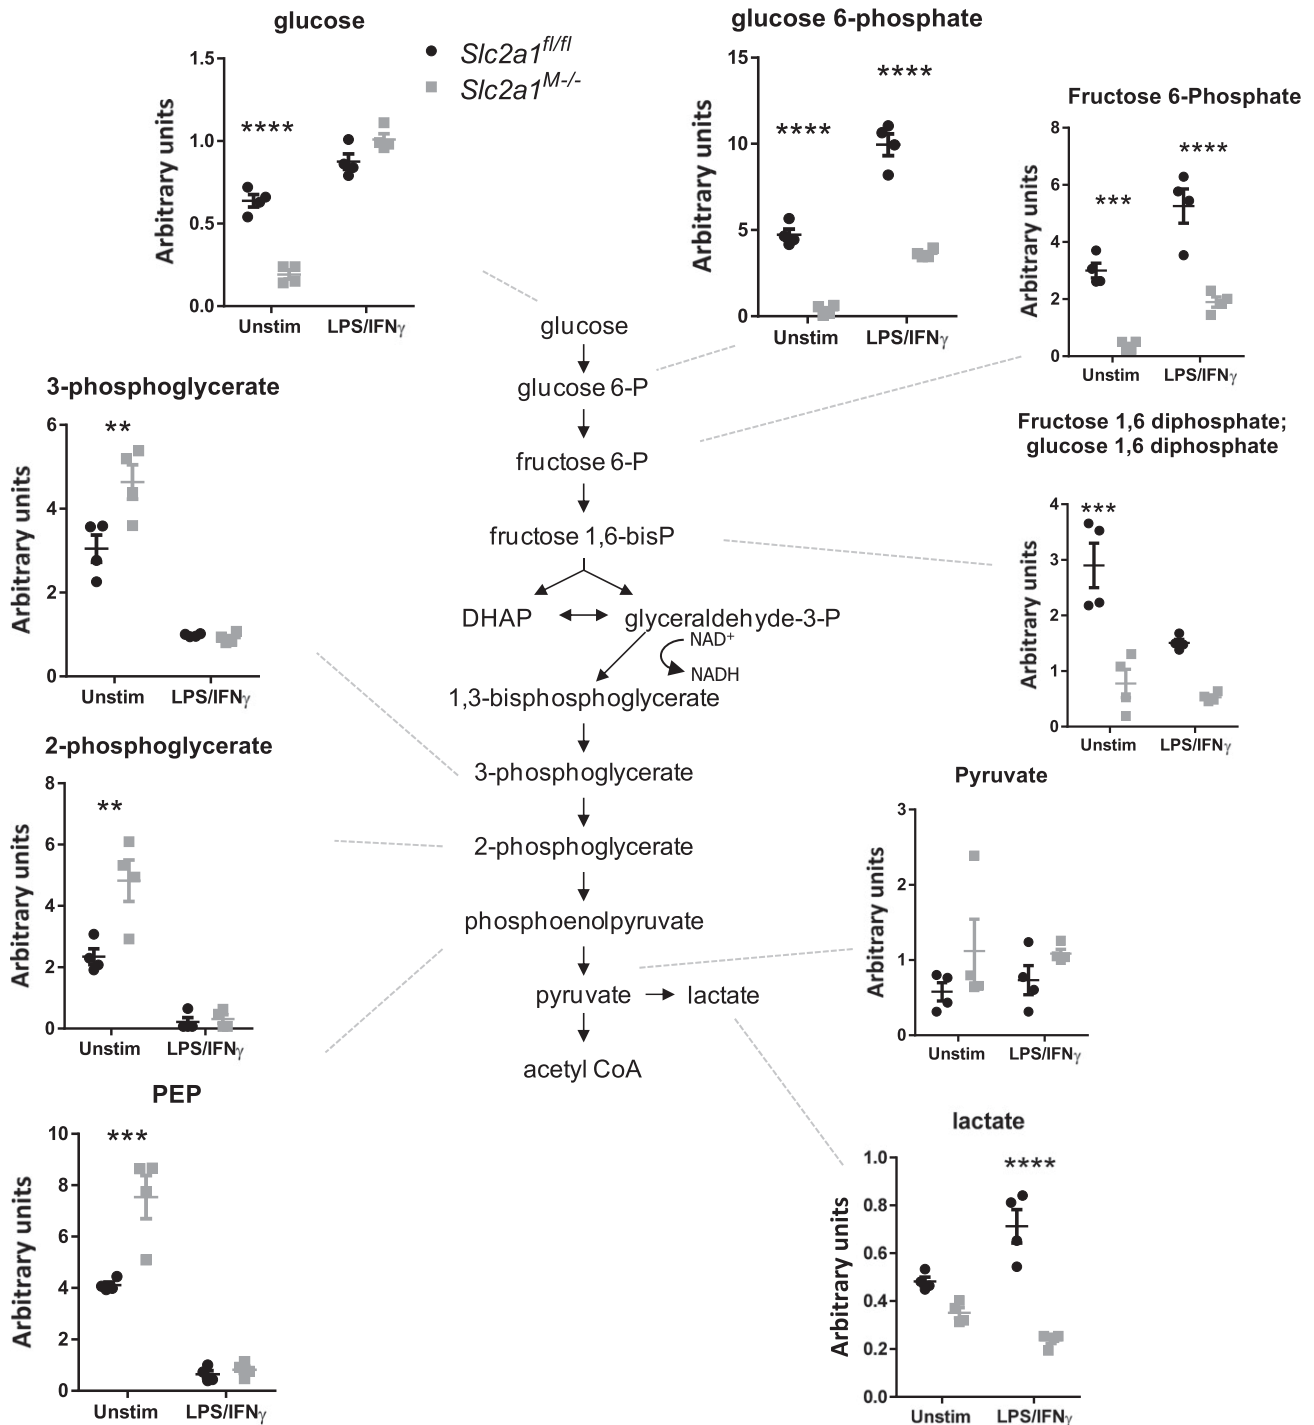 glucose
Slc2a1fl/fl
Slc2a1M-/-
Arbitrary units
1.5
1.0
0.5
0.0
****
Unstim
LPS/IFNγ
glucose 6-phosphate
Arbitrary units
15
10
5
0
****
****
Unstim
LPS/IFNγ
Fructose 6-Phosphate
Arbitrary units
8
6
4
2
0
***
****
Unstim
LPS/IFNγ
3-phosphoglycerate
Arbitrary units
6
4
2
0
**
Unstim
LPS/IFNγ
Fructose 1,6 diphosphate;
glucose 1,6 diphosphate
Arbitrary units
4
3
2
1
0
***
Unstim
LPS/IFNγ
glucose
glucose 6-P
fructose 6-P
fructose 1,6-bisP
DHAP
glyceraldehyde-3-P
NAD+
NADH
1,3-bisphosphoglycerate
3-phosphoglycerate
2-phosphoglycerate
phosphoenolpyruvate
pyruvate
lactate
acetyl CoA
2-phosphoglycerate
Arbitrary units
8
6
4
2
0
**
Unstim
LPS/IFNγ
Pyruvate
Arbitrary units
3
2
1
0
Unstim
LPS/IFNγ
PEP
Arbitrary units
10
8
6
4
2
0
***
Unstim
LPS/IFNγ
lactate
Arbitrary units
1.0
0.8
0.6
0.4
0.2
0.0
****
Unstim
LPS/IFNγ